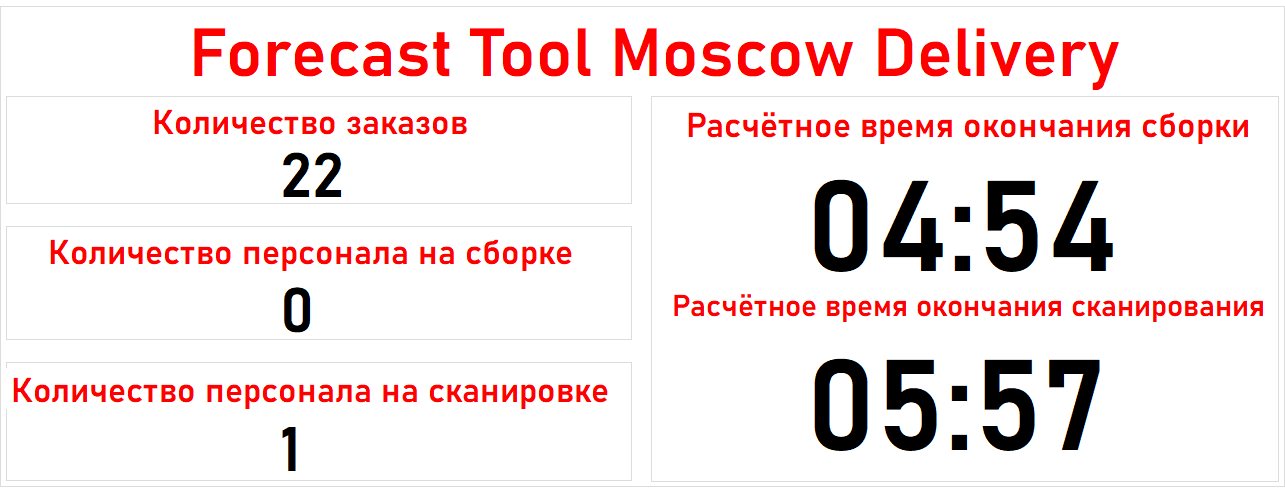 Forecast Tool Moscow Delivery
Количество заказов
22
Количество персонала на сборке
0
Количество персонала на сканировке
1
Расчётное время окончания сборки
04:54
Расчётное время окончания сканирования
05:57